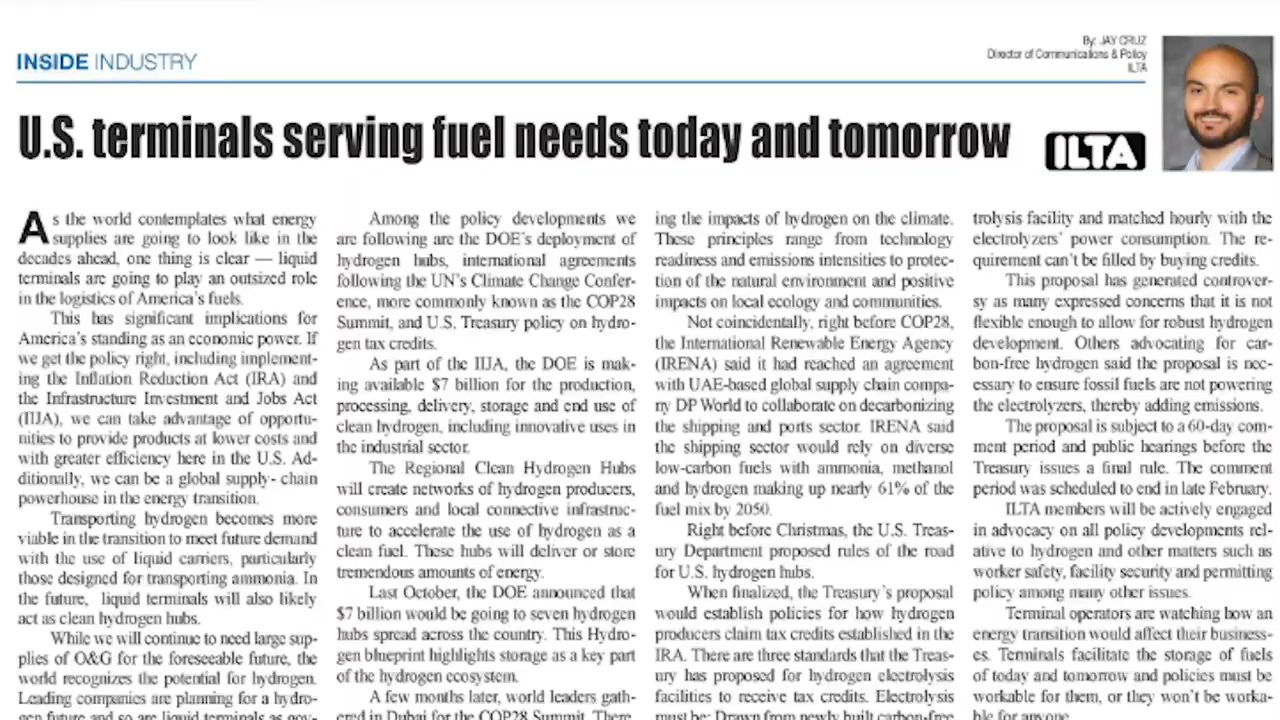 INSIDE INDUSTRY
By: JAY CRUZ
Director of Communications & Policy
ILTA
U.S. terminals serving fuel needs today and tomorrow
ILTA
As the world contemplates what energy
supplies are going to look like in the
decades ahead, one thing is clear — liquid
terminals are going to play an outsized role
in the logistics of America's fuels.
This has significant implications for
America's standing as an economic power. If
we get the policy right, including implement-
ing the Inflation Reduction Act (IRA) and
the Infrastructure Investment and Jobs Act
(IIJA), we can take advantage of opportu-
nities to provide products at lower costs and
with greater efficiency here in the U.S. Ad-
ditionally, we can be a global supply- chain
powerhouse in the energy transition.
Transporting hydrogen becomes more
viable in the transition to meet future demand
with the use of liquid carriers, particularly
those designed for transporting ammonia. In
the future, liquid terminals will also likely
act as clean hydrogen hubs.
While we will continue to need large sup-
plies of O&G for the foreseeable future, the
world recognizes the potential for hydrogen.
Leading companies are planning for a hydro-
gen future and so are liquid terminals as gov-
Among the policy developments we
are following are the DOE's deployment of
hydrogen hubs, international agreements
following the UN's Climate Change Confer-
ence, more commonly known as the COP28
Summit, and U.S. Treasury policy on hydro-
gen tax credits.
As part of the IIJA, the DOE is mak-
ing available $7 billion for the production,
processing, delivery, storage and end use of
clean hydrogen, including innovative uses in
the industrial sector.
The Regional Clean Hydrogen Hubs
will create networks of hydrogen producers,
consumers and local connective infrastruc-
ture to accelerate the use of hydrogen as a
clean fuel. These hubs will deliver or store
tremendous amounts of energy.
Last October, the DOE announced that
$7 billion would be going to seven hydrogen
hubs spread across the country. This Hydro-
gen blueprint highlights storage as a key part
of the hydrogen ecosystem.
A few months later, world leaders gath-
ered in Dubai for the COP28 Summit. There,
ing the impacts of hydrogen on the climate.
These principles range from technology
readiness and emissions intensities to protec-
tion of the natural environment and positive
impacts on local ecology and communities.
Not coincidentally, right before COP28,
the International Renewable Energy Agency
(IRENA) said it had reached an agreement
with UAE-based global supply chain compa-
ny DP World to collaborate on decarbonizing
the shipping and ports sector. IRENA said
the shipping sector would rely on diverse
low-carbon fuels with ammonia, methanol
and hydrogen making up nearly 61% of the
fuel mix by 2050.
Right before Christmas, the U.S. Treas-
ury Department proposed rules of the road
for U.S. hydrogen hubs.
When finalized, the Treasury's proposal
would establish policies for how hydrogen
producers claim tax credits established in the
IRA. There are three standards that the Treas-
ury has proposed for hydrogen electrolysis
facilities to receive tax credits. Electrolysis
must be: Drawn from newly built carbon-free
trolysis facility and matched hourly with the
electrolyzers' power consumption. The re-
quirement can't be filled by buying credits.
This proposal has generated controver-
sy as many expressed concerns that it is not
flexible enough to allow for robust hydrogen
development. Others advocating for car-
bon-free hydrogen said the proposal is nec-
essary to ensure fossil fuels are not powering
the electrolyzers, thereby adding emissions.
The proposal is subject to a 60-day com-
ment period and public hearings before the
Treasury issues a final rule. The comment
period was scheduled to end in late February.
ILTA members will be actively engaged
in advocacy on all policy developments rel-
ative to hydrogen and other matters such as
worker safety, facility security and permitting
policy among many other issues.
Terminal operators are watching how an
energy transition would affect their business-
es. Terminals facilitate the storage of fuels
of today and tomorrow and policies must be
workable for them, or they won't be worka-
ble for anyone.